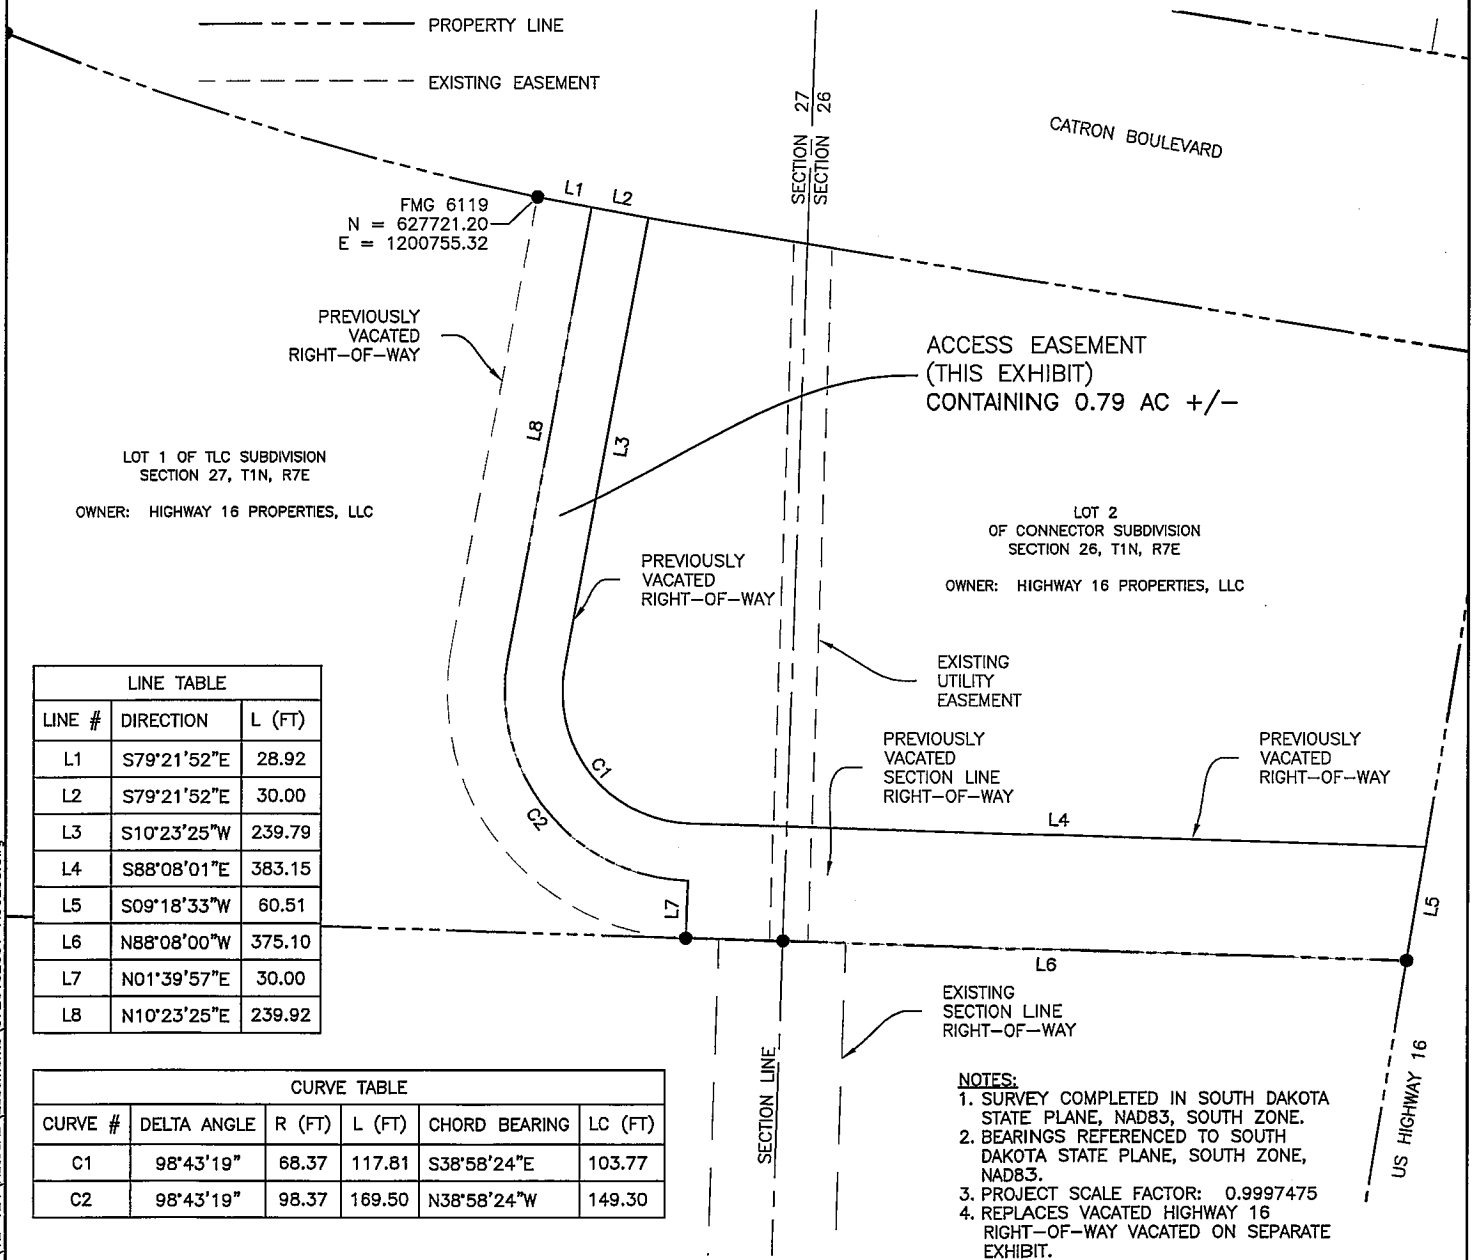 PROPERTY LINE
EXISTING EASEMENT
SECTION 27
SECTION 26
CATRON BOULEVARD
L1
L2
FMG 6119
N = 627721.20
E = 1200755.32
PREVIOUSLY
VACATED
RIGHT-OF-WAY
ACCESS EASEMENT
(THIS EXHIBIT)
CONTAINING 0.79 AC +/-
L8
L3
LOT 1 OF TLC SUBDIVISION
SECTION 27, T1N, R7E
OWNER: HIGHWAY 16 PROPERTIES, LLC
LOT 2
OF CONNECTOR SUBDIVISION
SECTION 26, T1N, R7E
OWNER: HIGHWAY 16 PROPERTIES, LLC
PREVIOUSLY
VACATED
RIGHT-OF-WAY
EXISTING
UTILITY
EASEMENT
PREVIOUSLY
VACATED
SECTION LINE
RIGHT-OF-WAY
PREVIOUSLY
VACATED
RIGHT-OF-WAY
C1
C2
L4
L5
L7
L6
LINE TABLE
LINE # DIRECTION L (FT)
L1 S79°21'52"E 28.92
L2 S79°21'52"E 30.00
L3 S10°23'25"W 239.79
L4 S88°08'01"E 383.15
L5 S09°18'33"W 60.51
L6 N88°08'00"W 375.10
L7 N01°39'57"E 30.00
L8 N10°23'25"E 239.92
EXISTING
SECTION LINE
RIGHT-OF-WAY
SECTION LINE
US HIGHWAY 16
CURVE TABLE
CURVE # DELTA ANGLE R (FT) L (FT) CHORD BEARING LC (FT)
C1 98°43'19" 68.37 117.81 S38°58'24"E 103.77
C2 98°43'19" 98.37 169.50 N38°58'24"W 149.30
NOTES:
1. SURVEY COMPLETED IN SOUTH DAKOTA
STATE PLANE, NAD83, SOUTH ZONE.
2. BEARINGS REFERENCED TO SOUTH
DAKOTA STATE PLANE, SOUTH ZONE,
NAD83.
3. PROJECT SCALE FACTOR: 0.9997475
4. REPLACES VACATED HIGHWAY 16
RIGHT-OF-WAY VACATED ON SEPARATE
EXHIBIT.